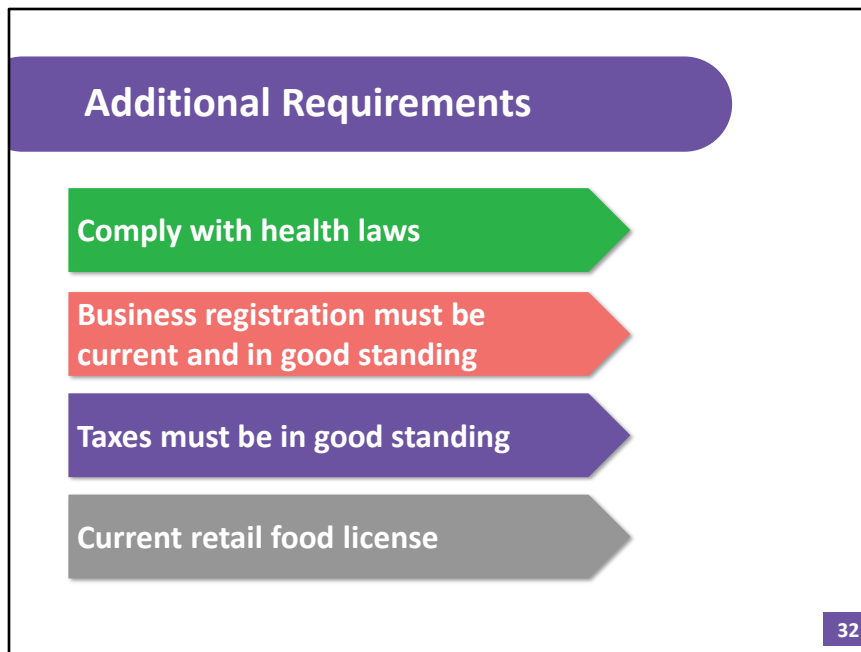 Additional Requirements
Comply with health laws
Business registration must be
current and in good standing
Taxes must be in good standing
Current retail food license
32